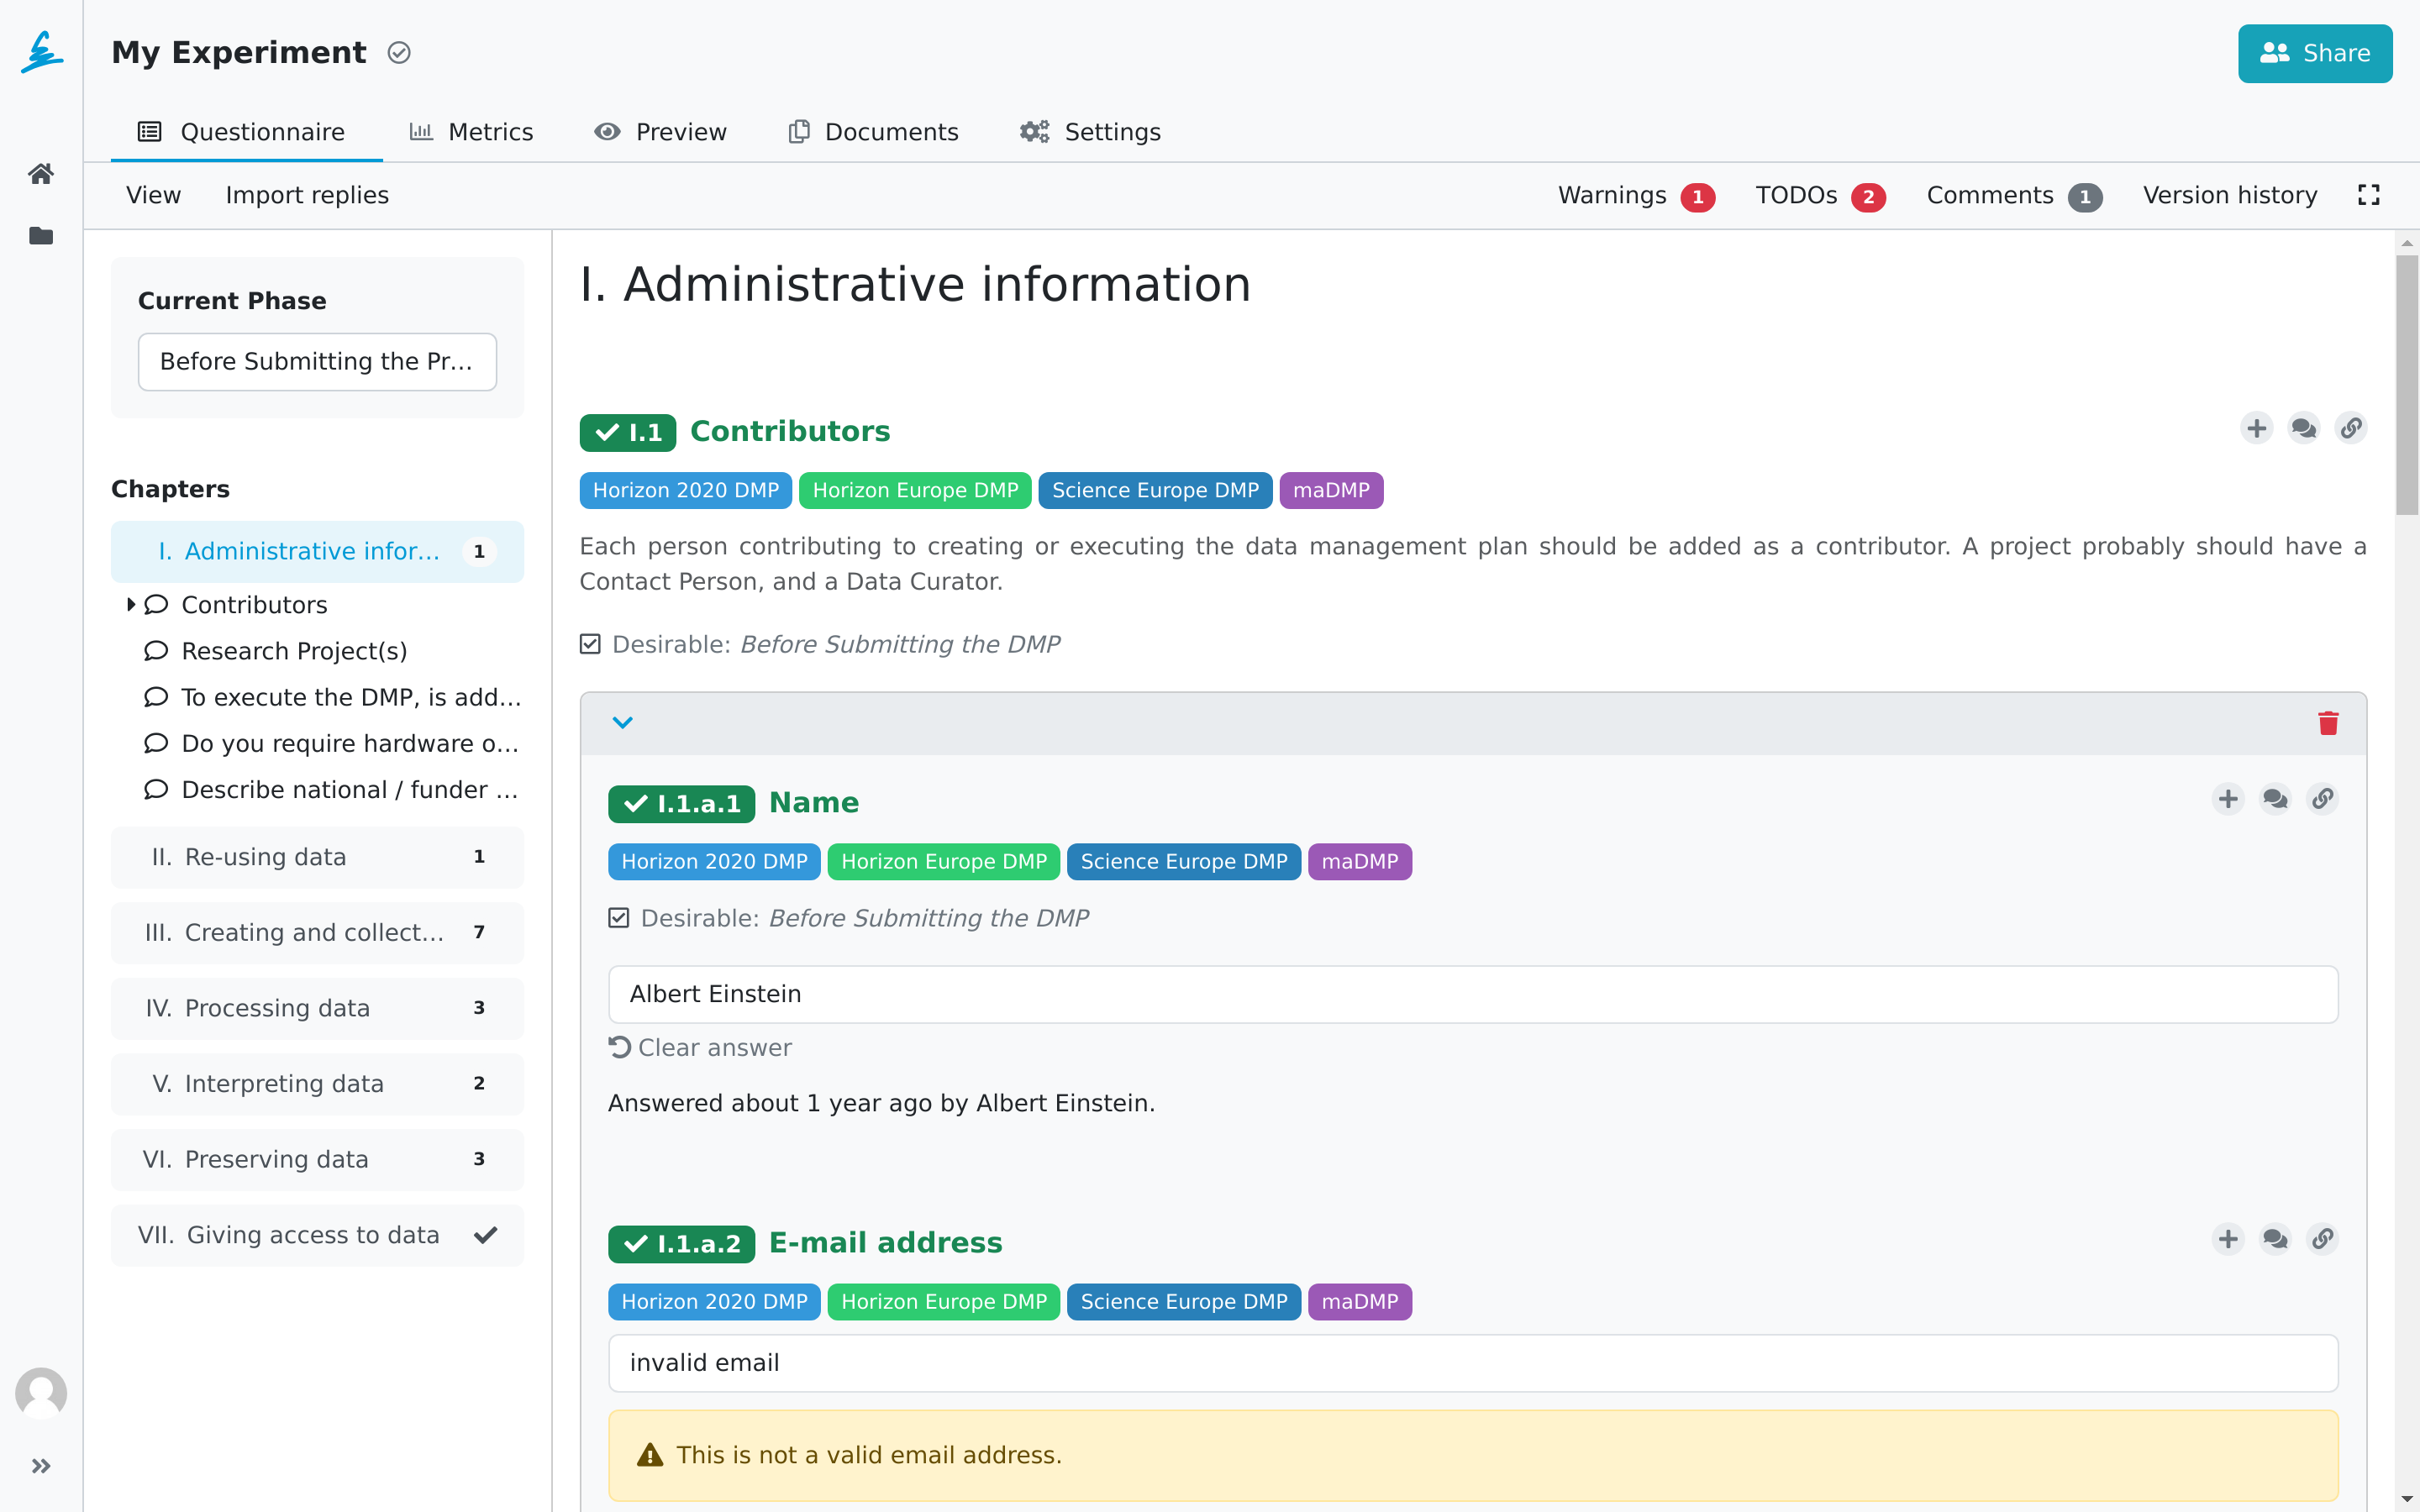 My Experiment
Share
Questionnaire
Metrics
Preview
Documents
Settings
View
Import replies
Warnings 1
TODOs 2
Comments 1
Version history
Current Phase
Before Submitting the Pr...
Chapters
I. Administrative infor... 1
Contributors
Research Project(s)
To execute the DMP, is add...
Do you require hardware o...
Describe national / funder ...
II. Re-using data 1
III. Creating and collect... 7
IV. Processing data 3
V. Interpreting data 2
VI. Preserving data 3
VII. Giving access to data
I. Administrative information
I.1 Contributors
Horizon 2020 DMP Horizon Europe DMP Science Europe DMP maDMP
Each person contributing to creating or executing the data management plan should be added as a contributor. A project probably should have a
Contact Person, and a Data Curator.
Desirable: Before Submitting the DMP
I.1.a.1 Name
Horizon 2020 DMP Horizon Europe DMP Science Europe DMP maDMP
Desirable: Before Submitting the DMP
Albert Einstein
Clear answer
Answered about 1 year ago by Albert Einstein.
I.1.a.2 E-mail address
Horizon 2020 DMP Horizon Europe DMP Science Europe DMP maDMP
invalid email
This is not a valid email address.